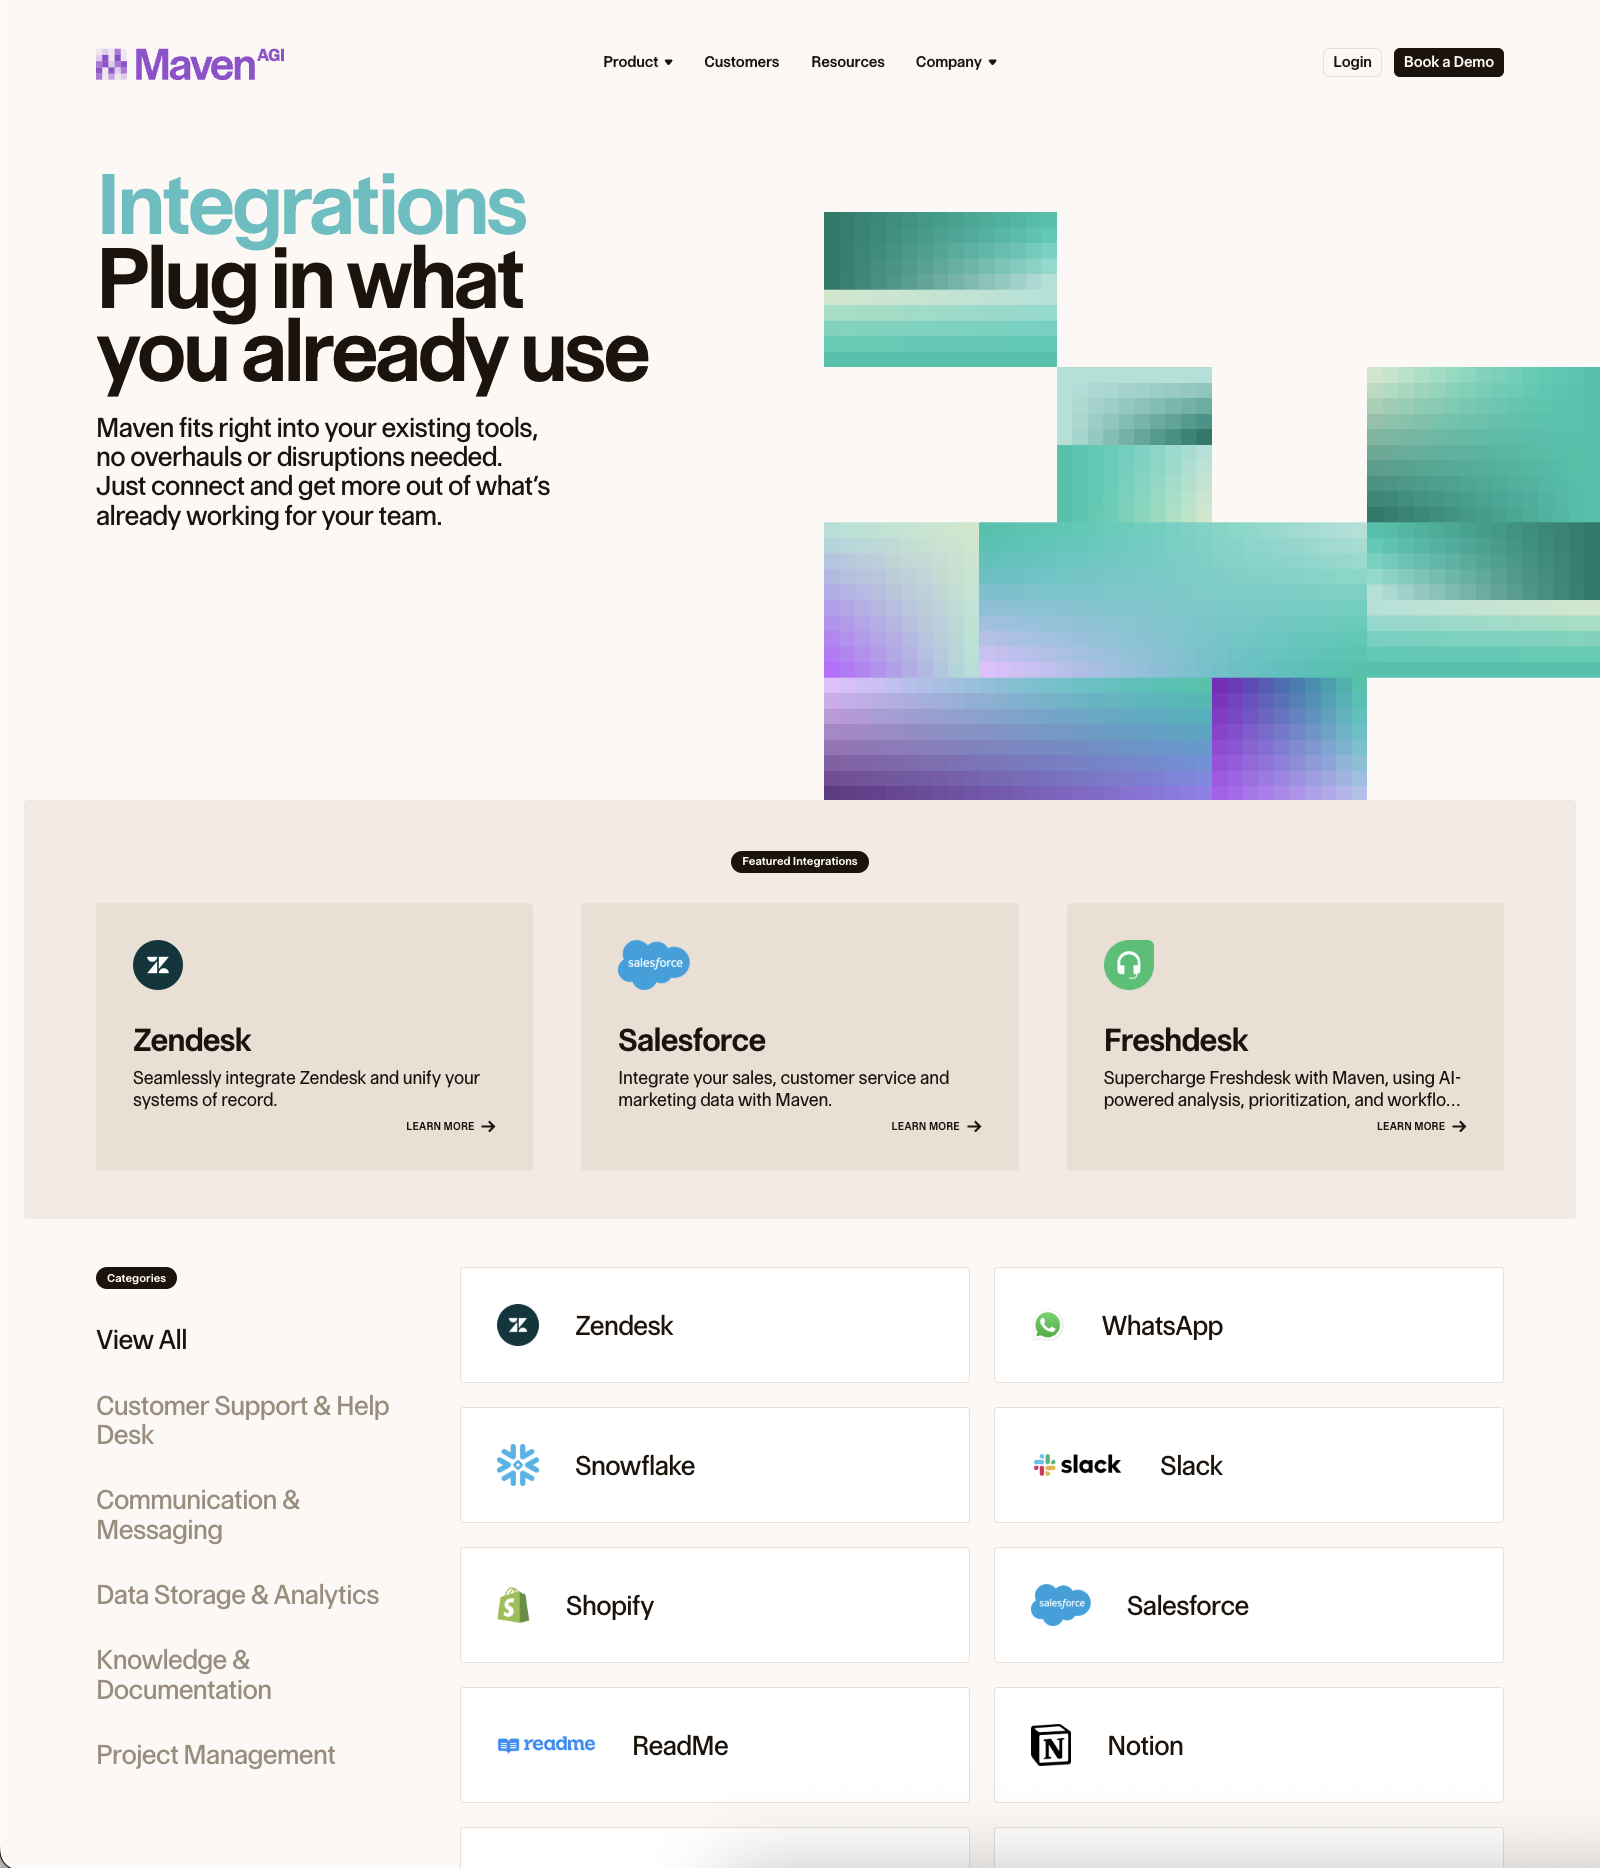 Maven AGI
Product
Customers
Resources
Company
Login
Book a Demo
Integrations
Plug in what
you already use
Maven fits right into your existing tools,
no overhauls or disruptions needed.
Just connect and get more out of what’s
already working for your team.
Featured Integrations
Zendesk
Seamlessly integrate Zendesk and unify your
systems of record.
LEARN MORE
salesforce
Salesforce
Integrate your sales, customer service and
marketing data with Maven.
LEARN MORE
Freshdesk
Supercharge Freshdesk with Maven, using AI-
powered analysis, prioritization, and workflo...
LEARN MORE
Categories
View All
Customer Support & Help
Desk
Communication &
Messaging
Data Storage & Analytics
Knowledge &
Documentation
Project Management
Zendesk
WhatsApp
Snowflake
slack
Slack
Shopify
salesforce
Salesforce
readme
ReadMe
Notion